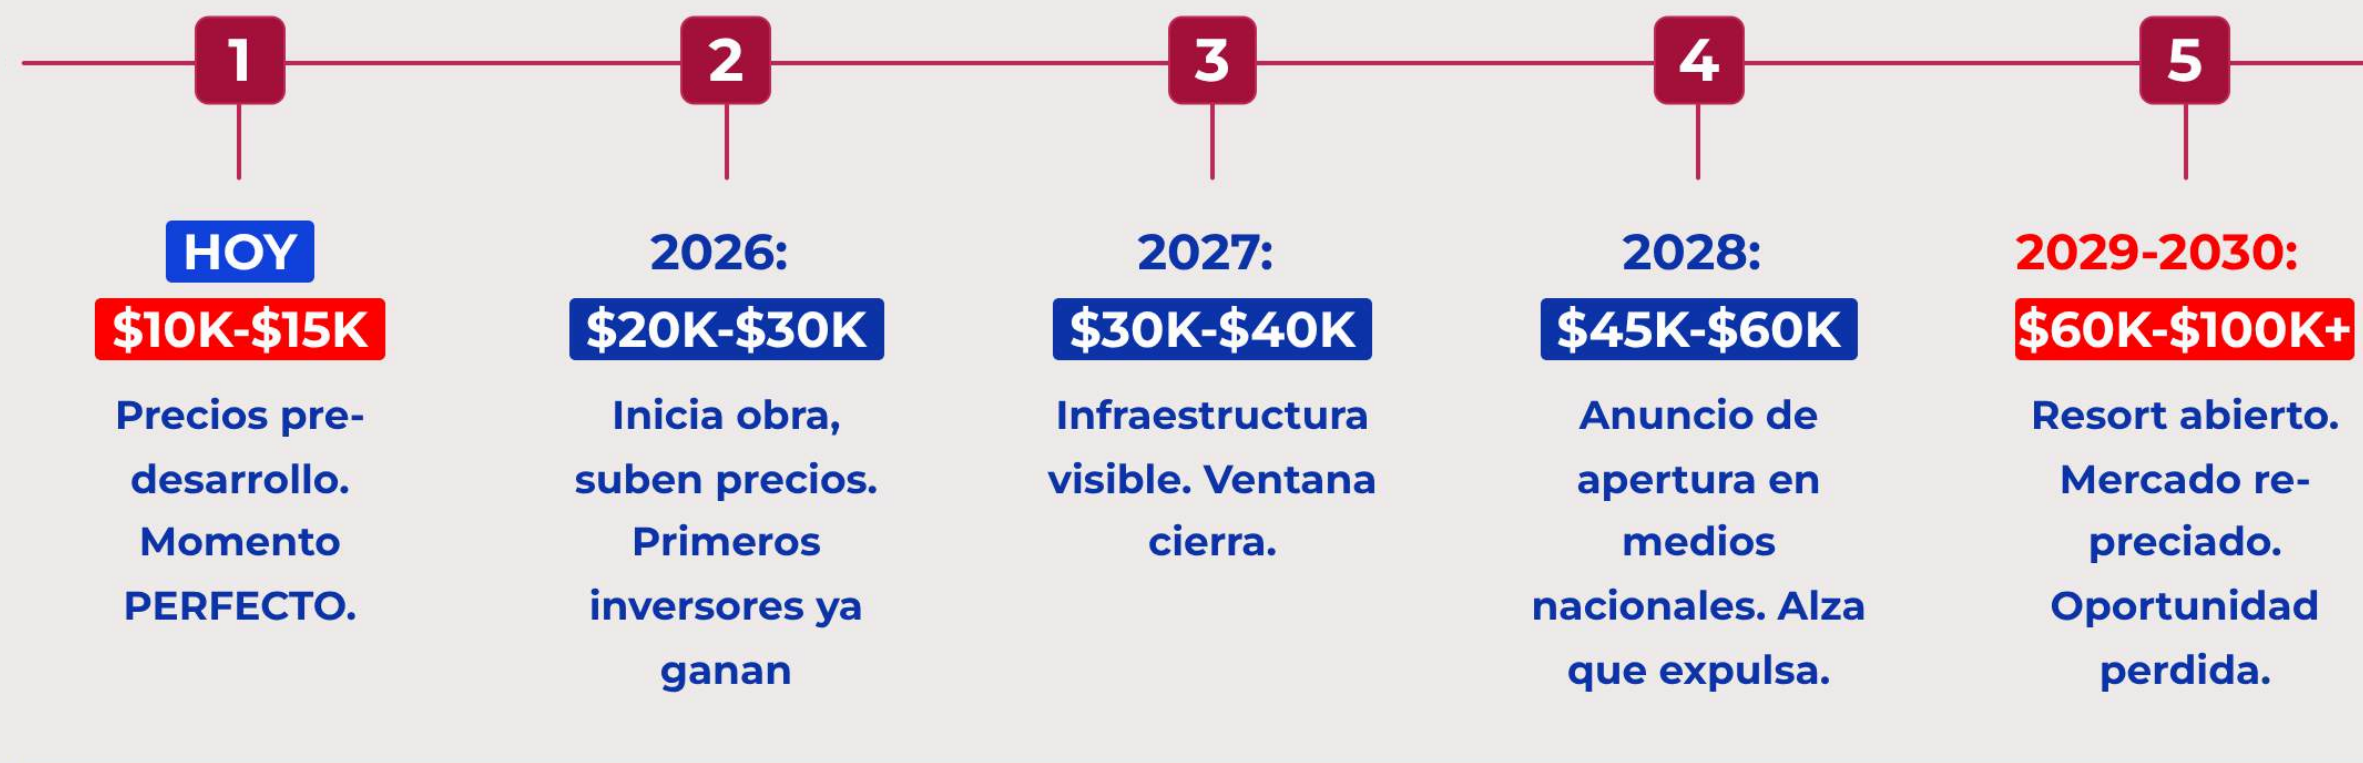 1
HOY
$10K-$15K
Precios pre-
desarrollo.
Momento
PERFECTO.
2
2026:
$20K-$30K
Inicia obra,
suben precios.
Primeros
inversores ya
ganan
3
2027:
$30K-$40K
Infraestructura
visible. Ventana
cierra.
4
2028:
$45K-$60K
Anuncio de
apertura en
medios
nacionales. Alza
que expulsa.
5
2029-2030:
$60K-$100K+
Resort abierto.
Mercado re-
preciado.
Oportunidad
perdida.